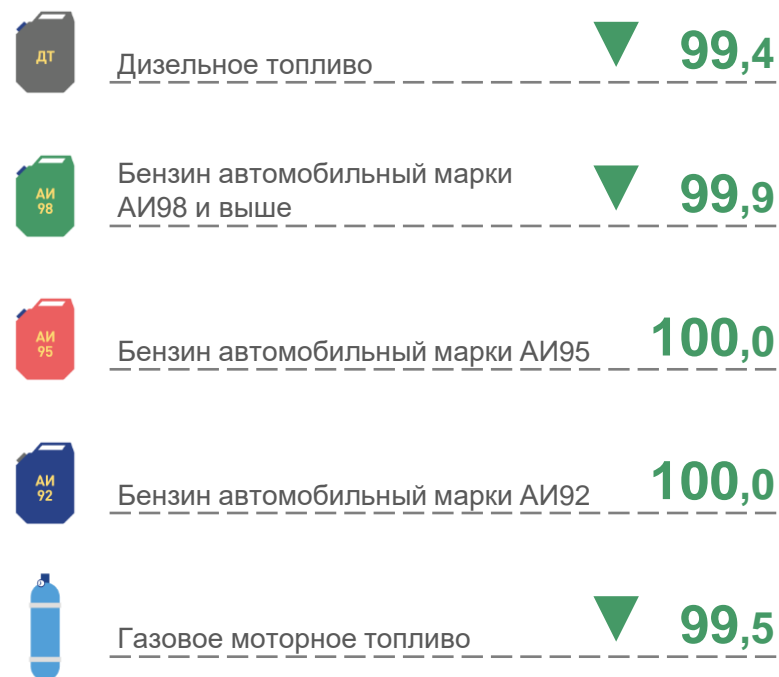 ДТ
Дизельное топливо
99,4
АИ
98
Бензин автомобильный марки
АИ98 и выше
99,9
АИ
95
Бензин автомобильный марки АИ95
100,0
АИ
92
Бензин автомобильный марки АИ92
100,0
Газовое моторное топливо
99,5